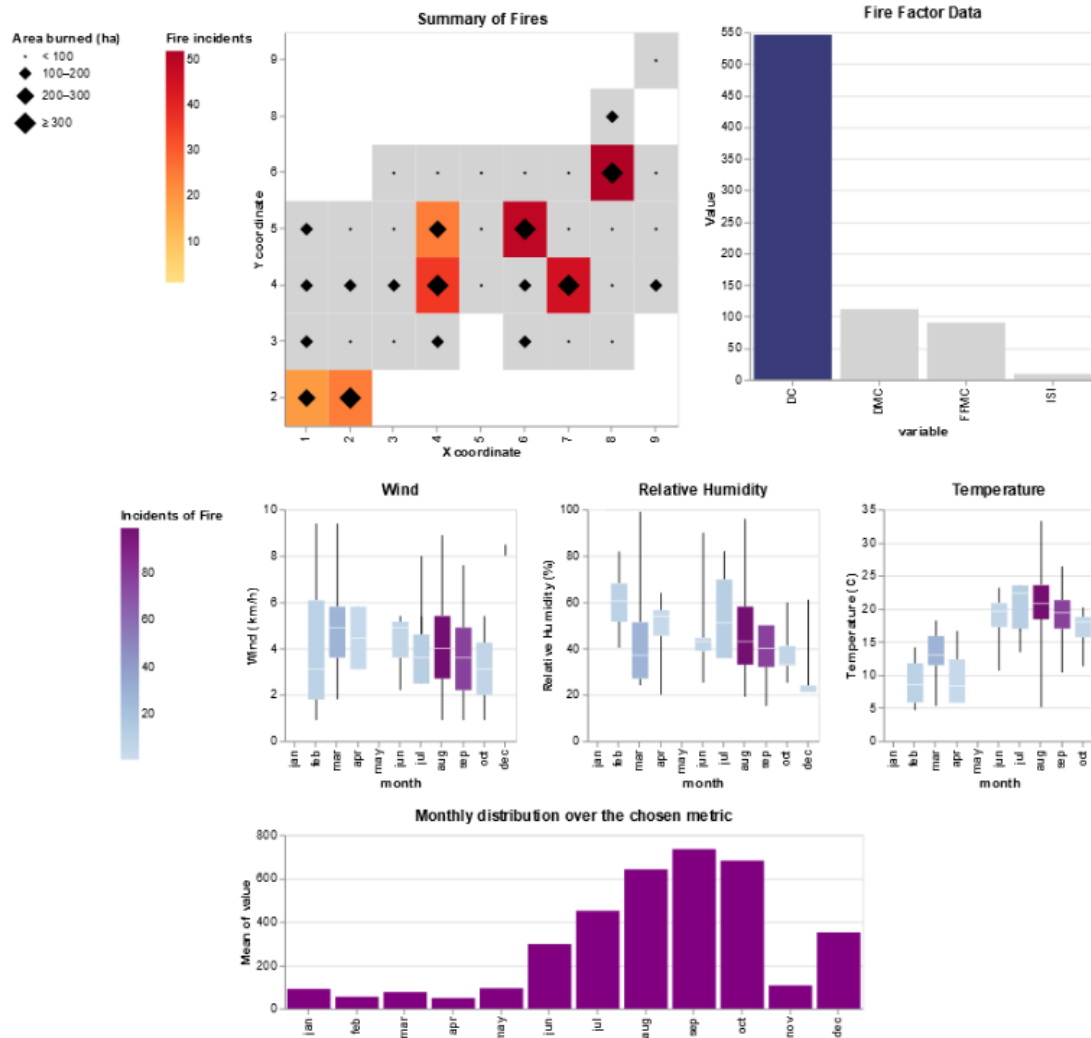 Summary of Fires
Area burned (ha)
< 100
100–200
200–300
≥ 300
Fire incidents
50
40
30
20
10
Y coordinate
9
8
6
5
4
3
2
1 2 3 4 5 6 7 8 9
X coordinate
Fire Factor Data
Value
550
500
450
400
350
300
250
200
150
100
50
0
DC DMC FFMC ISI
variable
Incidents of Fire
80
60
40
20
Wind
Wind (km/h)
10
8
6
4
2
0
jan feb mar apr may jun jul aug sep oct dec
month
Relative Humidity
Relative Humidity (%)
100
80
60
40
20
0
jan feb mar apr may jun jul aug sep oct dec
month
Temperature
Temperature (C)
35
30
25
20
15
10
5
0
jan feb mar apr may jun jul aug sep oct
month
Monthly distribution over the chosen metric
Mean of value
800
600
400
200
0
jan feb mar apr may jun jul aug sep oct nov dec